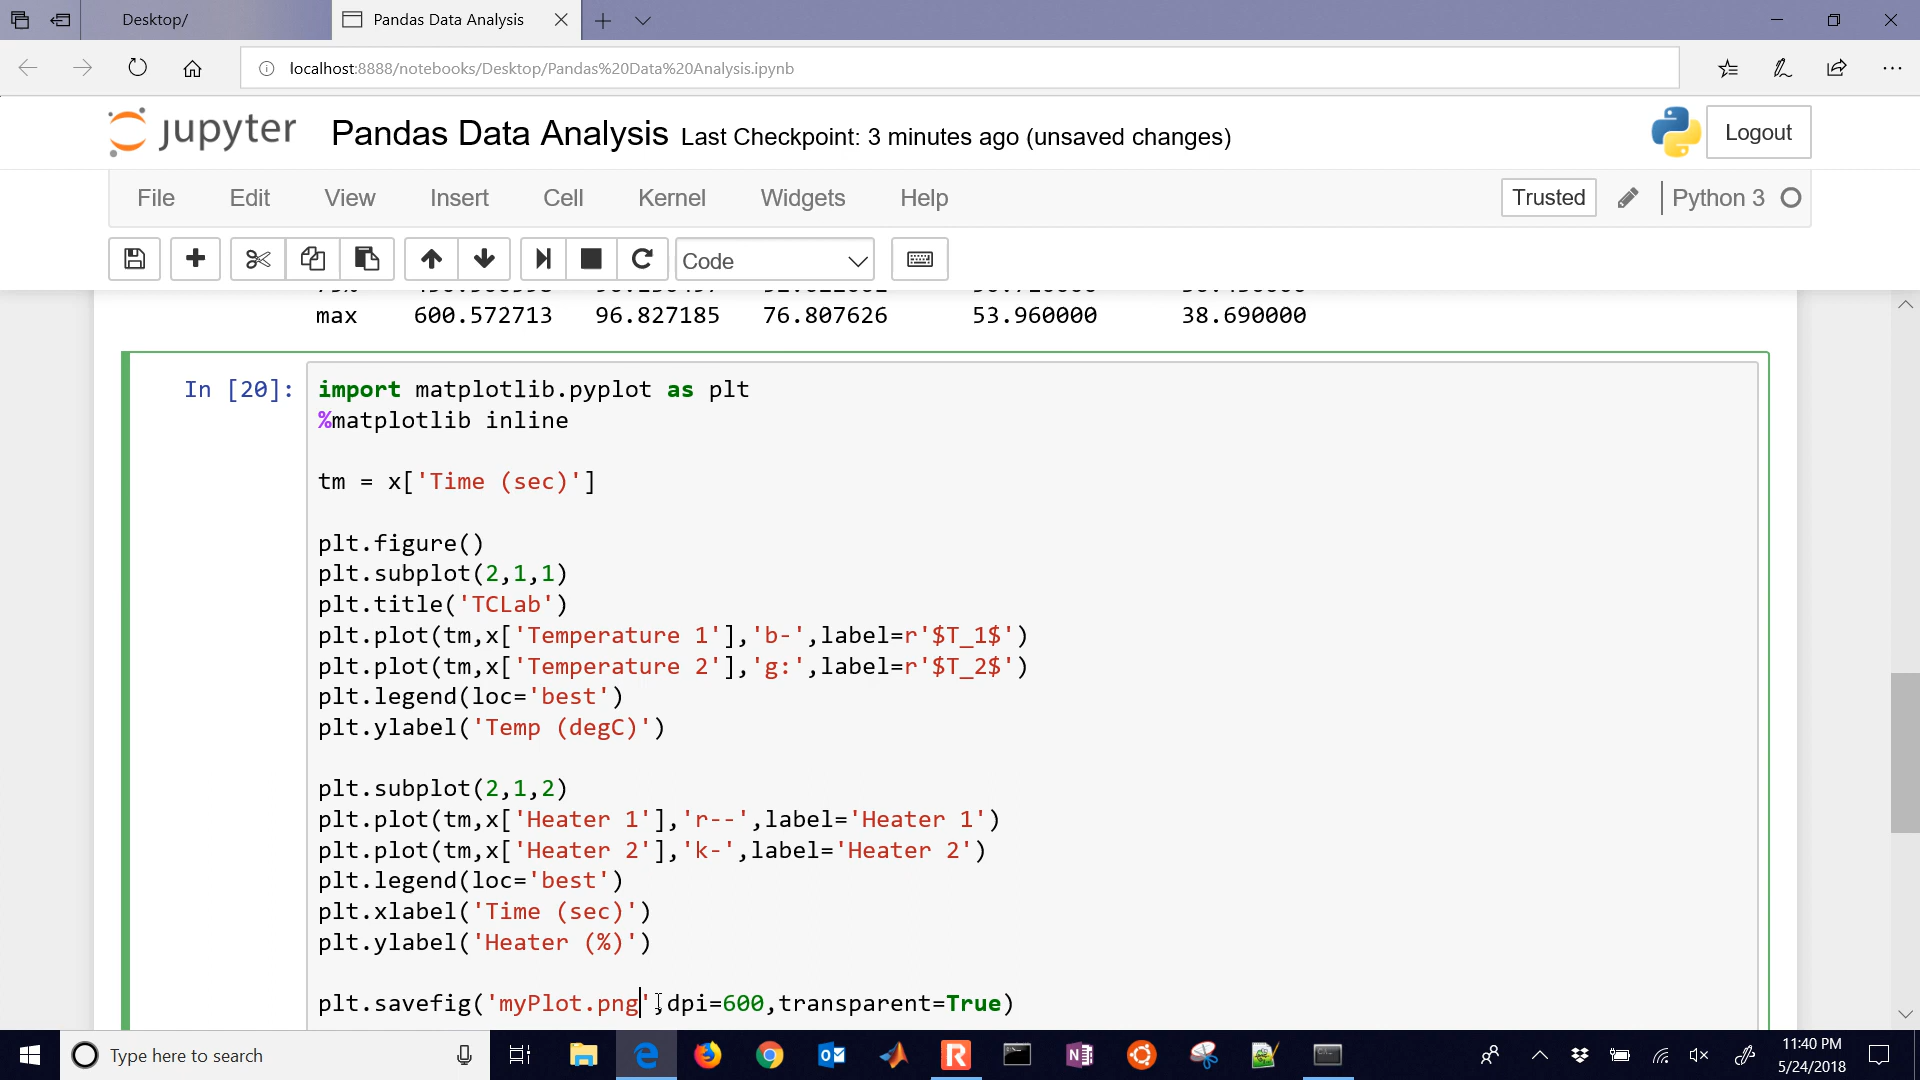 Desktop/
Pandas Data Analysis
localhost:8888/notebooks/Desktop/Pandas%20Data%20Analysis.ipynb
jupyter Pandas Data Analysis Last Checkpoint: 3 minutes ago (unsaved changes)
Logout
File Edit View Insert Cell Kernel Widgets Help
Trusted
Python 3
Code
max 600.572713 96.827185 76.807626 53.960000 38.690000
In [20]: import matplotlib.pyplot as plt
%matplotlib inline
tm = x['Time (sec)']
plt.figure()
plt.subplot(2,1,1)
plt.title('TCLab')
plt.plot(tm,x['Temperature 1'],'b-',label=r'$T_1$')
plt.plot(tm,x['Temperature 2'],'g:',label=r'$T_2$')
plt.legend(loc='best')
plt.ylabel('Temp (degC)')
plt.subplot(2,1,2)
plt.plot(tm,x['Heater 1'],'r--',label='Heater 1')
plt.plot(tm,x['Heater 2'],'k-',label='Heater 2')
plt.legend(loc='best')
plt.xlabel('Time (sec)')
plt.ylabel('Heater (%)')
plt.savefig('myPlot.png',dpi=600,transparent=True)
Type here to search
11:40 PM
5/24/2018